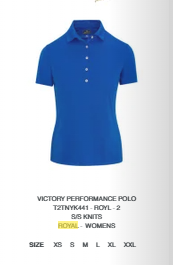 VICTORY PERFORMANCE POLO
T2TNYK441 - ROYL - 2
S/S KNITS
ROYAL - WOMENS
SIZE XS S M L XL XXL